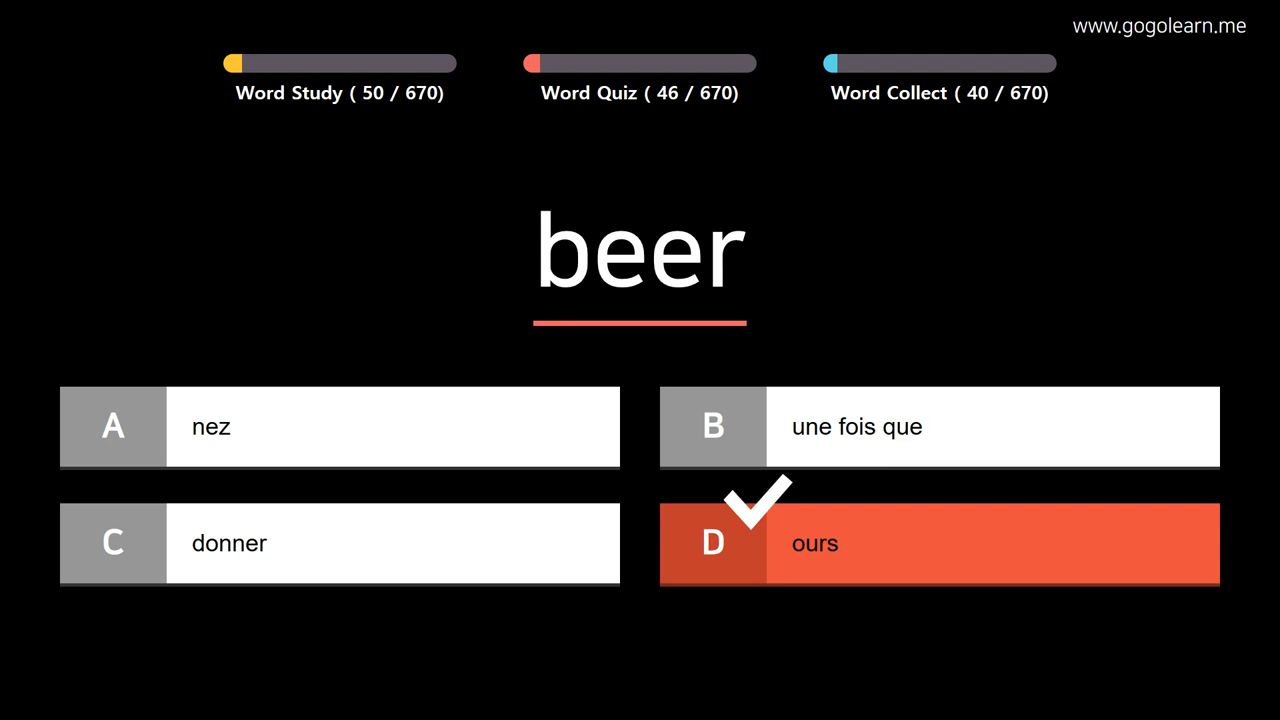 www.gogolearn.me
Word Study ( 50 / 670)
Word Quiz ( 46 / 670)
Word Collect ( 40 / 670)
beer
A nez
B une fois que
C donner
D ours